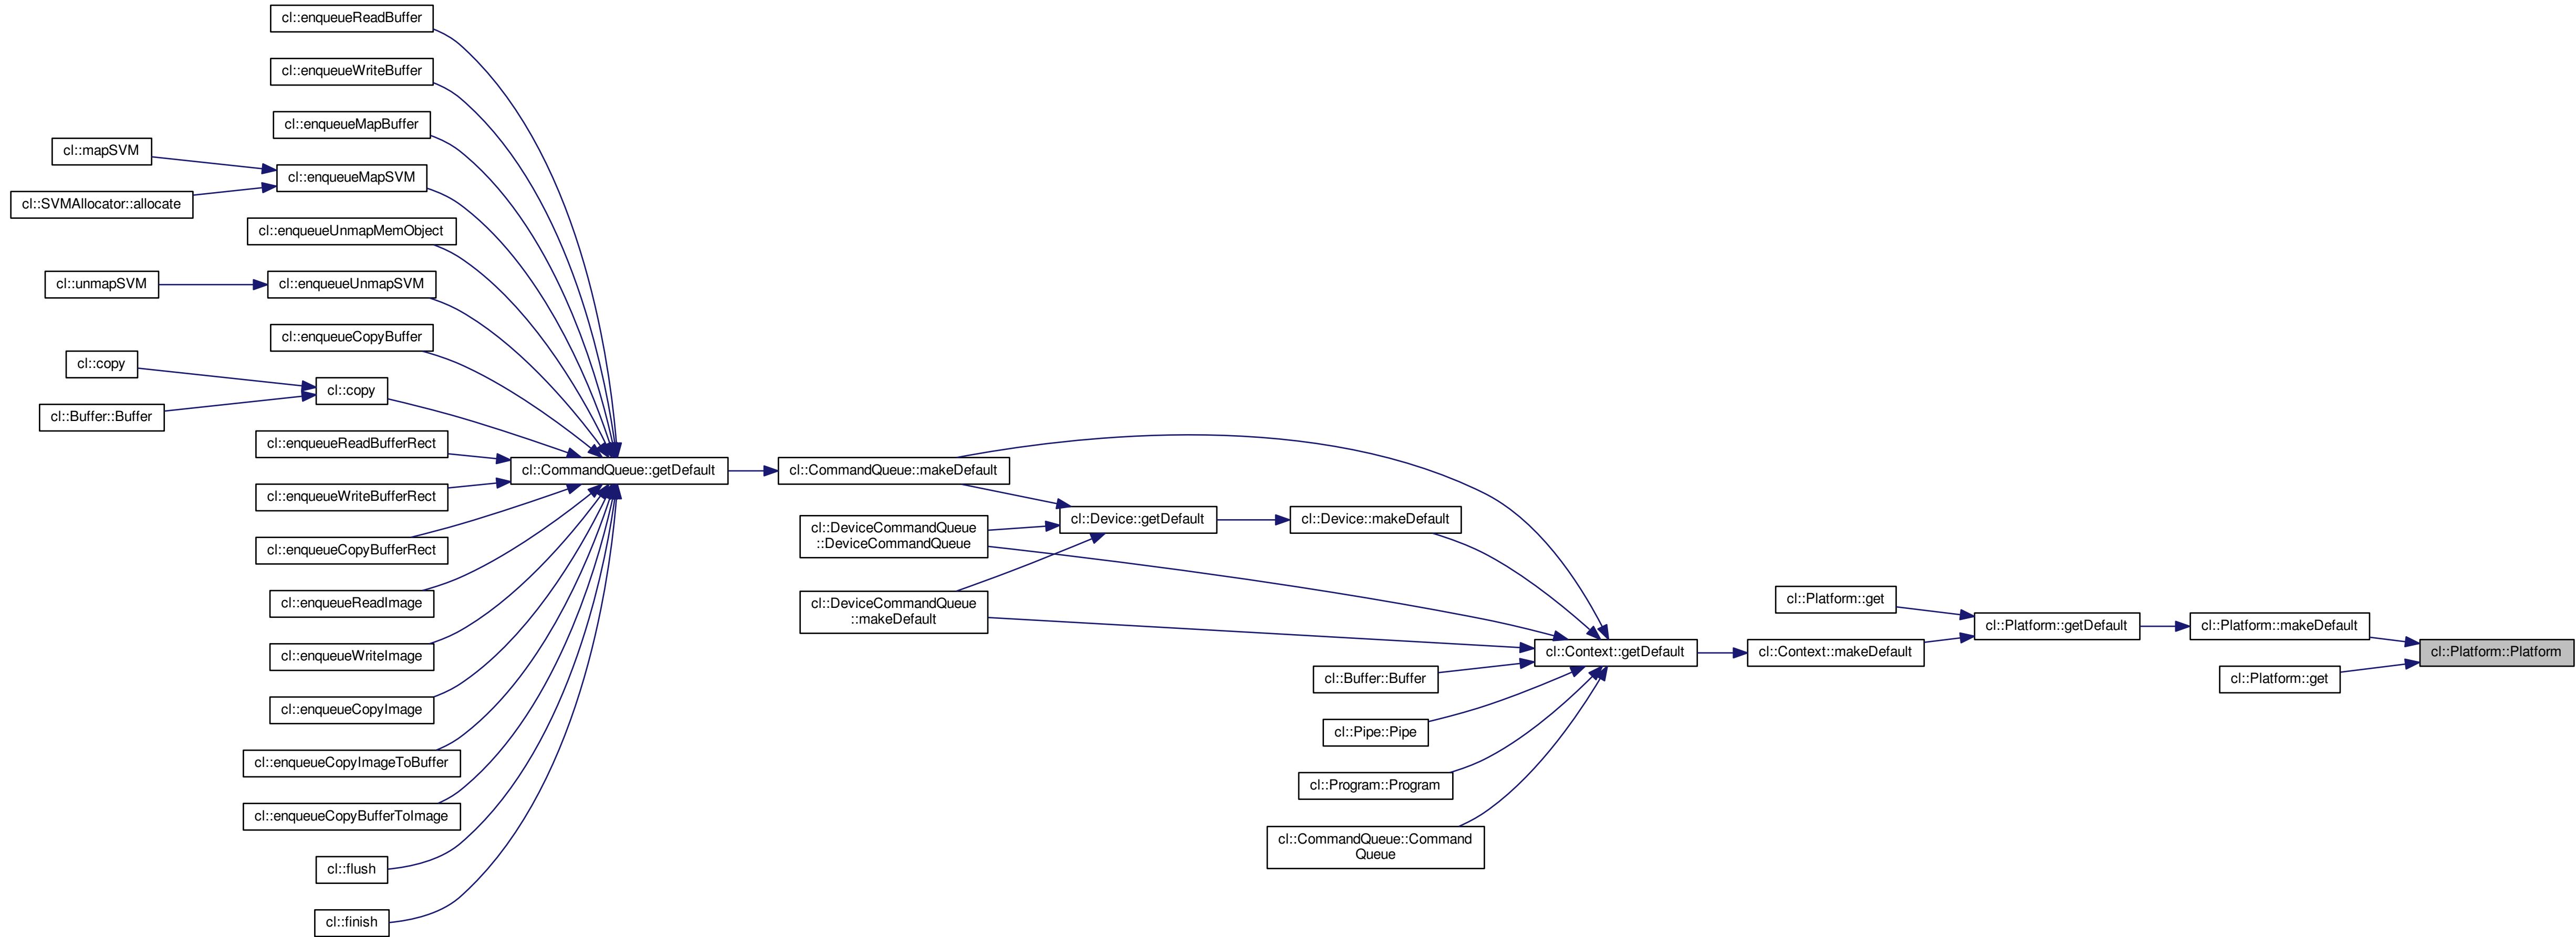 cl::enqueueReadBuffer
cl::enqueueWriteBuffer
cl::enqueueMapBuffer
cl::mapSVM
cl::enqueueMapSVM
cl::SVMAllocator::allocate
cl::enqueueUnmapMemObject
cl::unmapSVM
cl::enqueueUnmapSVM
cl::enqueueCopyBuffer
cl::copy
cl::copy
cl::Buffer::Buffer
cl::enqueueReadBufferRect
cl::CommandQueue::getDefault
cl::CommandQueue::makeDefault
cl::enqueueWriteBufferRect
cl::Device::getDefault
cl::Device::makeDefault
cl::DeviceCommandQueue
::DeviceCommandQueue
cl::enqueueCopyBufferRect
cl::enqueueReadImage
cl::DeviceCommandQueue
::makeDefault
cl::Platform::get
cl::Platform::getDefault
cl::Platform::makeDefault
cl::enqueueWriteImage
cl::Context::getDefault
cl::Context::makeDefault
cl::Platform::Platform
cl::Buffer::Buffer
cl::Platform::get
cl::enqueueCopyImage
cl::Pipe::Pipe
cl::enqueueCopyImageToBuffer
cl::Program::Program
cl::enqueueCopyBufferToImage
cl::CommandQueue::Command
Queue
cl::flush
cl::finish